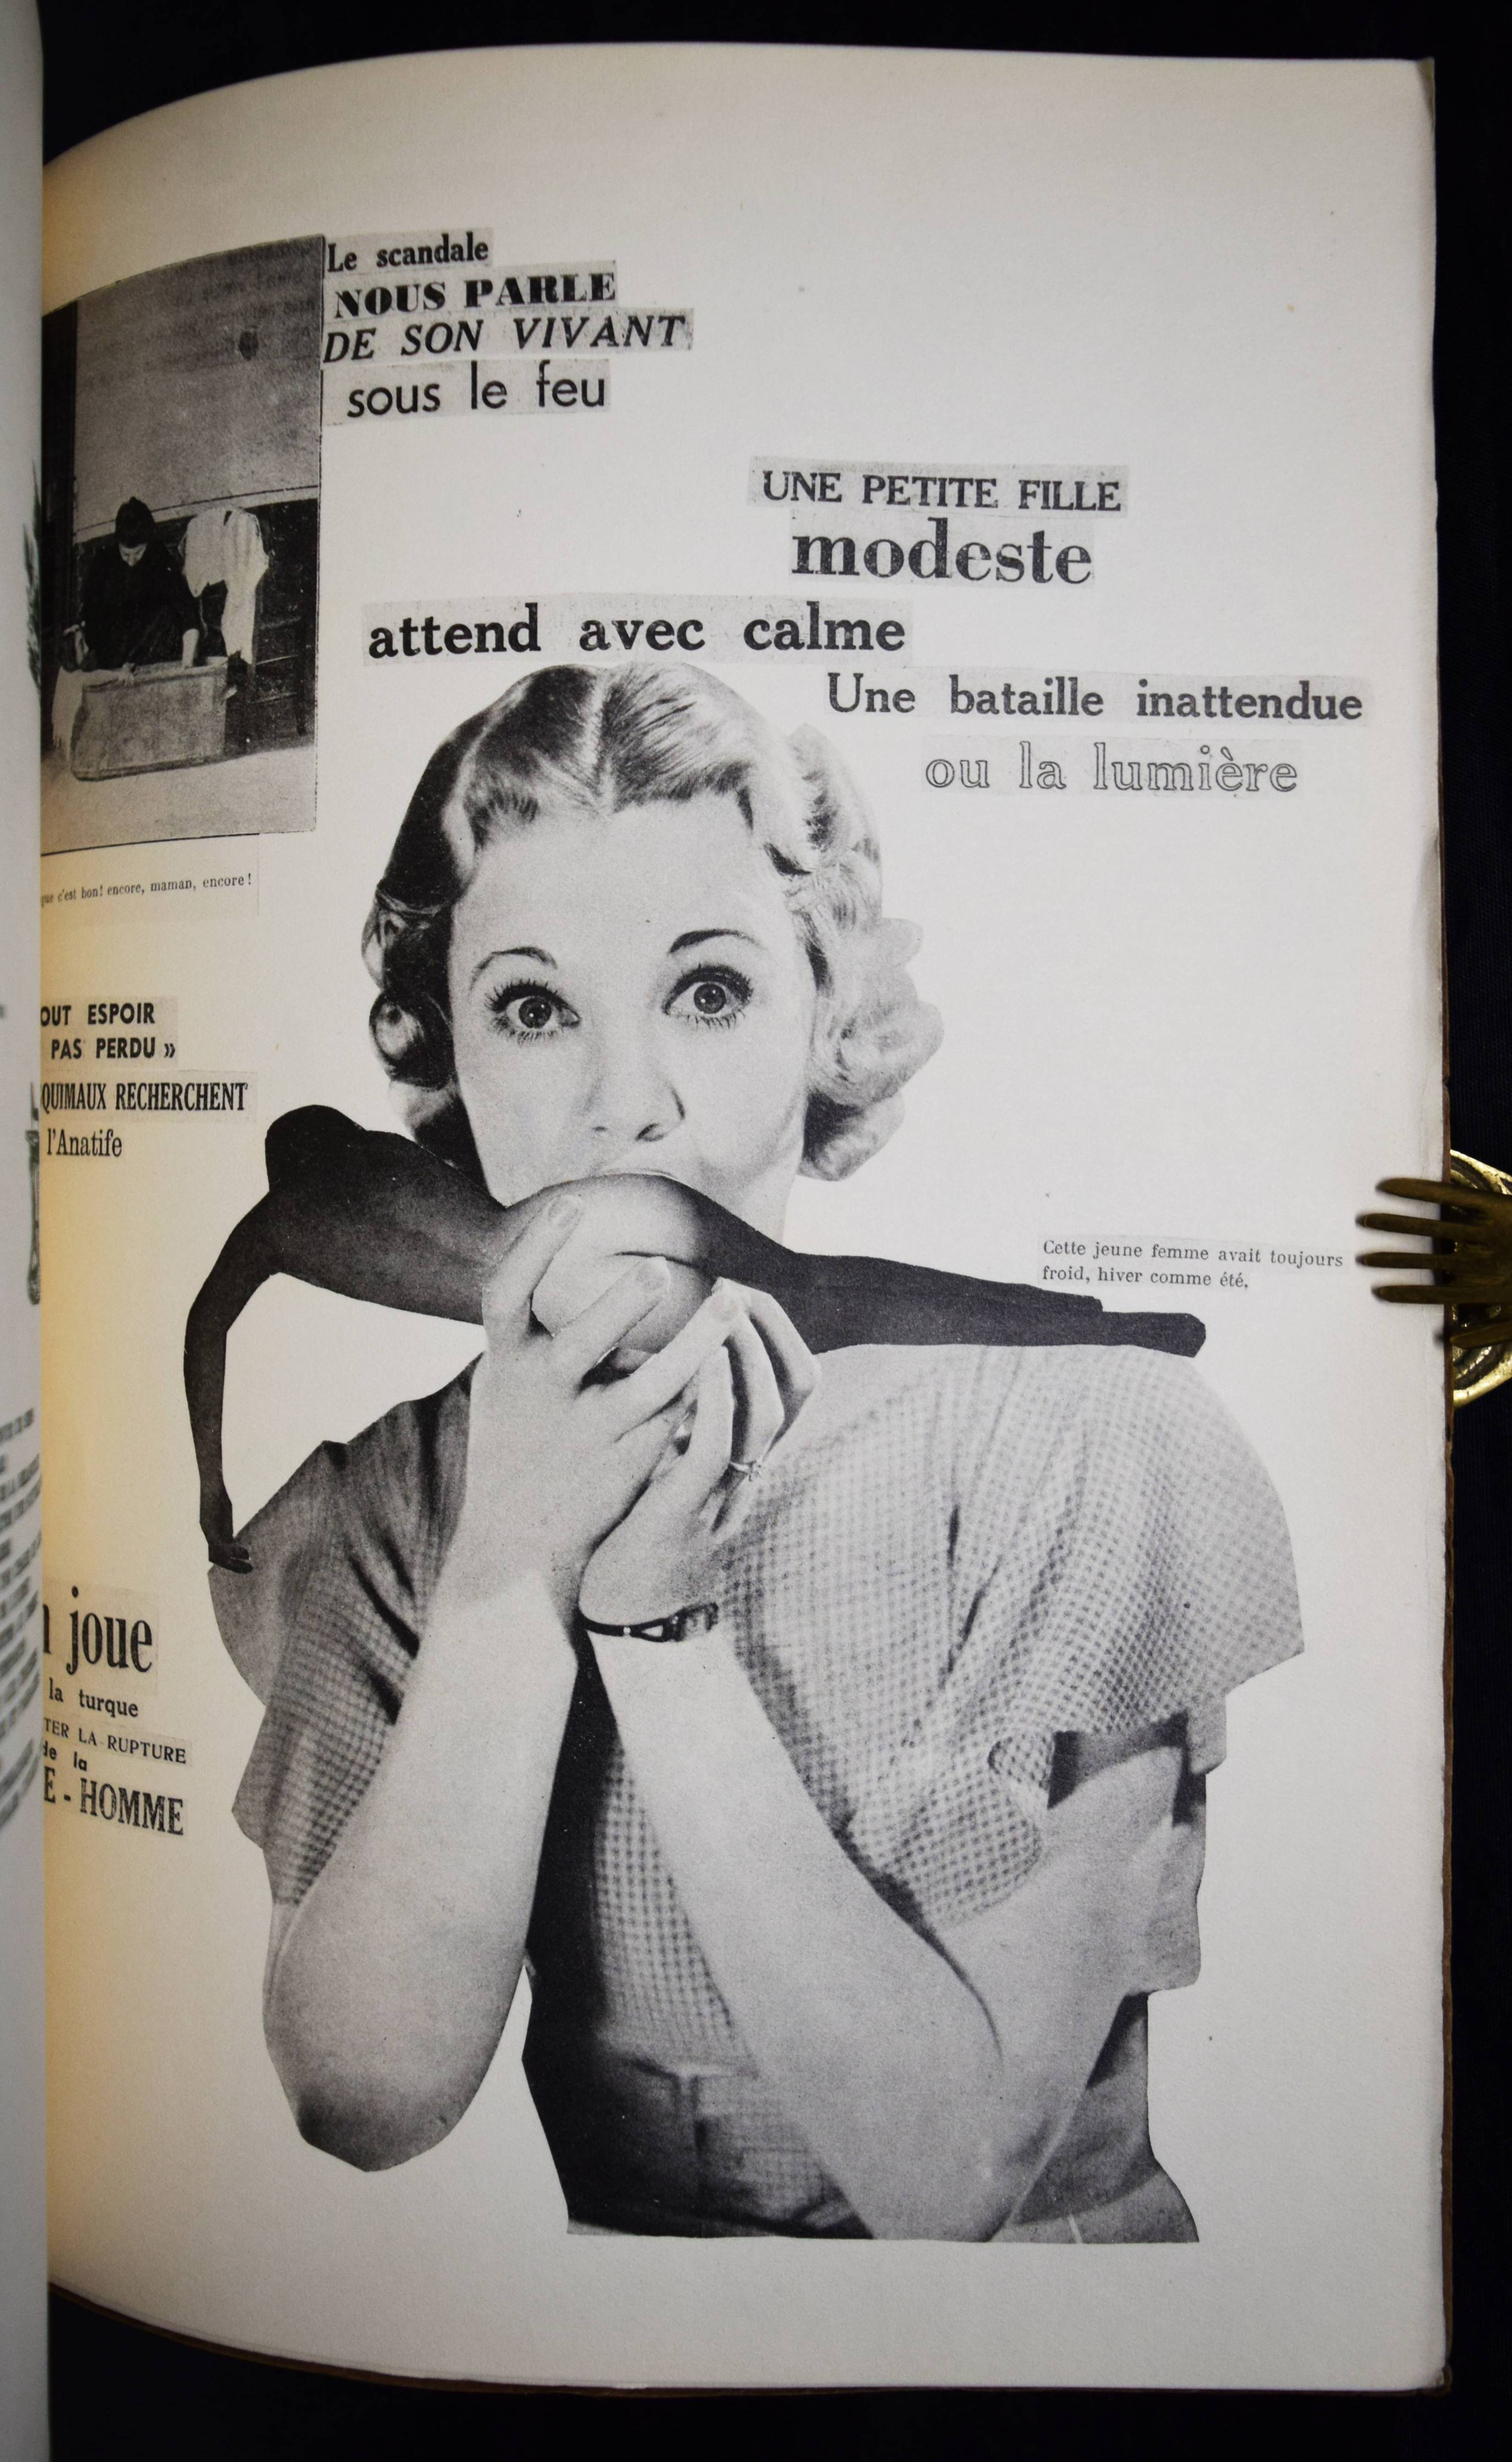 Le scandale
NOUS PARLE
DE SON VIVANT
sous le feu
UNE PETITE FILLE
modeste
attend avec calme
Une bataille inattendue
ou la lumière
que c'est bon! encore, maman, encore!
OUT ESPOIR
PAS PERDU »
QUIMAUX RECHERCHENT
l'Anatife
Cette jeune femme avait toujours
froid, hiver comme été.
joue
la turque
TER LA RUPTURE
de la
E - HOMME